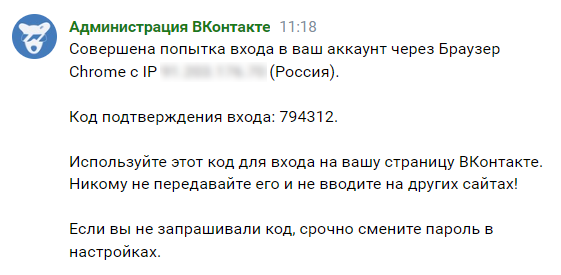 Администрация ВКонтакте 11:18
Совершена попытка входа в ваш аккаунт через Браузер
Chrome с IP (Россия).
Код подтверждения входа: 794312.
Используйте этот код для входа на вашу страницу ВКонтакте.
Никому не передавайте его и не вводите на других сайтах!
Если вы не запрашивали код, срочно смените пароль в
настройках.